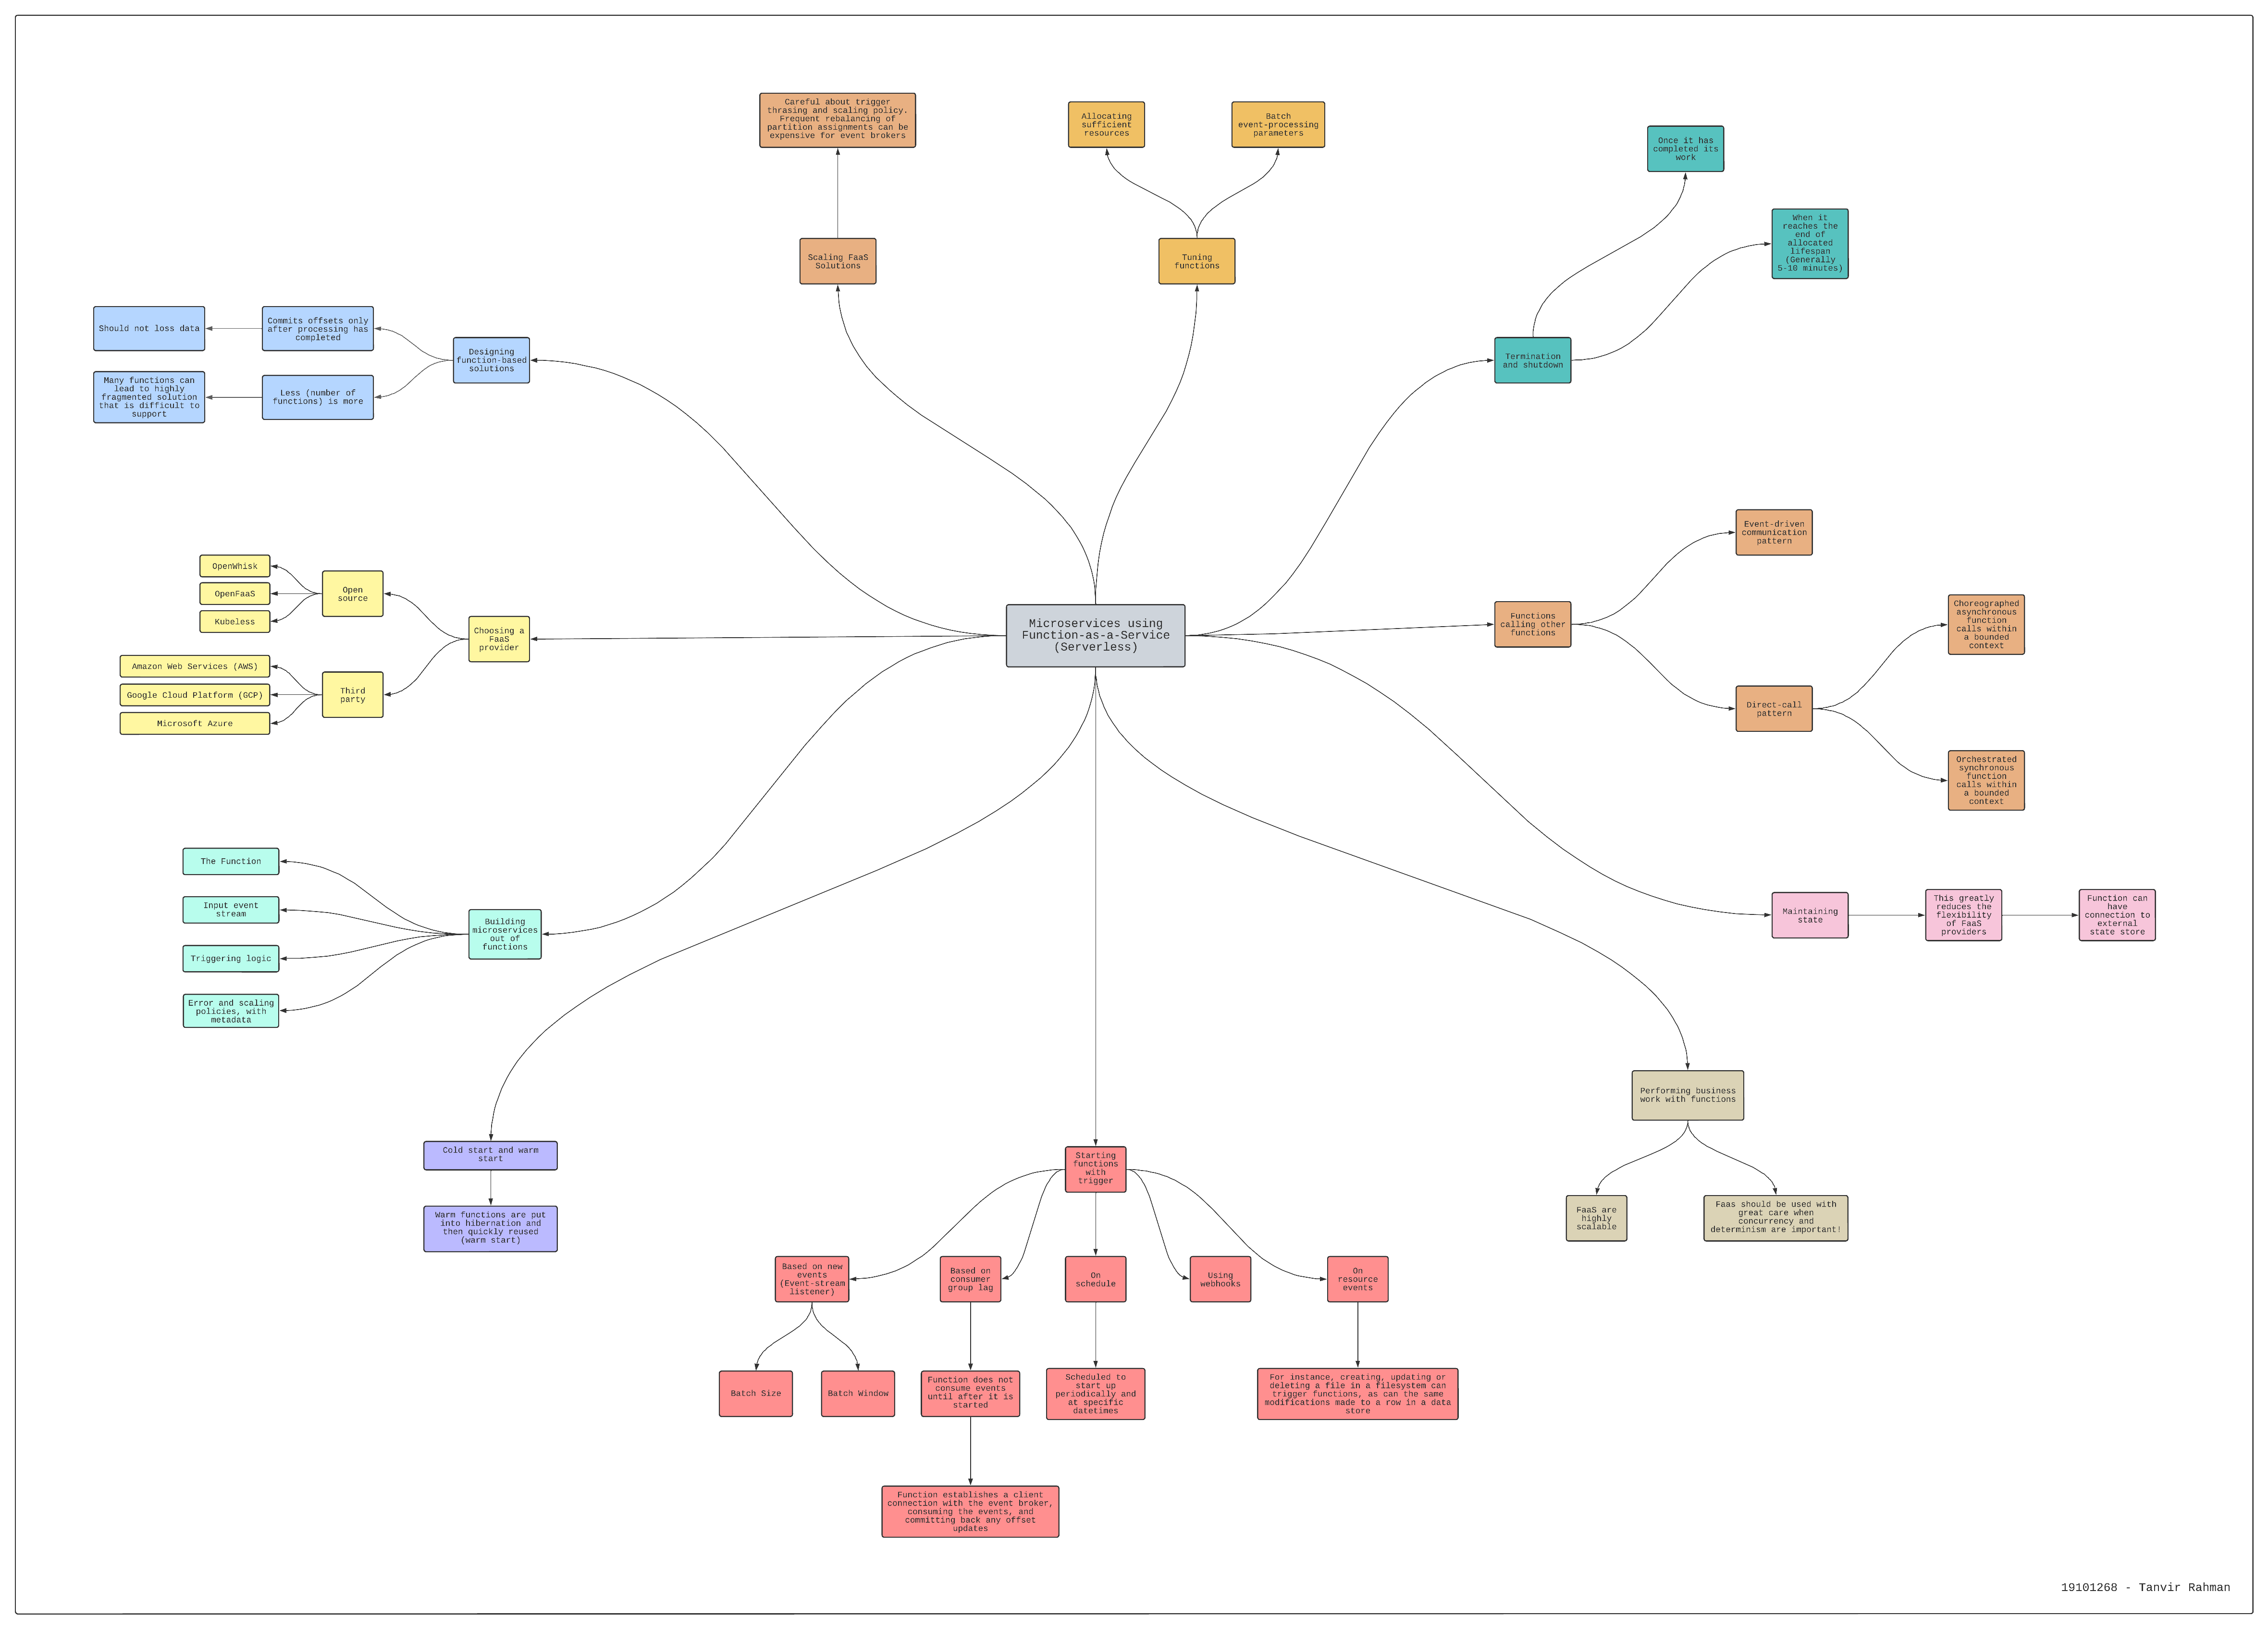 Microservices using
Function-as-a-Service
(Serverless)
Careful about trigger
thrasing and scaling policy.
Frequent rebalancing of
partition assignments can be
expensive for event brokers
Scaling FaaS
Solutions
Allocating
sufficient
resources
Batch
event-processing
parameters
Tuning
functions
Once it has
completed its
work
When it
reaches the
end of
allocated
lifespan
(Generally
5-10 minutes)
Termination
and shutdown
Should not loss data
Commits offsets only
after processing has
completed
Many functions can
lead to highly
fragmented solution
that is difficult to
support
Less (number of
functions) is more
Designing
function-based
solutions
OpenWhisk
OpenFaaS
Kubeless
Open
source
Amazon Web Services (AWS)
Google Cloud Platform (GCP)
Microsoft Azure
Third
party
Choosing a
FaaS
provider
Event-driven
communication
pattern
Functions
calling other
functions
Direct-call
pattern
Choreographed
asynchronous
function
calls within
a bounded
context
Orchestrated
synchronous
function
calls within
a bounded
context
The Function
Input event
stream
Triggering logic
Error and scaling
policies, with
metadata
Building
microservices
out of
functions
Maintaining
state
This greatly
reduces the
flexibility
of FaaS
providers
Function can
have
connection to
external
state store
Cold start and warm
start
Warm functions are put
into hibernation and
then quickly reused
(warm start)
Starting
functions
with
trigger
Based on new
events
(Event-stream
listener)
Based on
consumer
group lag
On
schedule
Using
webhooks
On
resource
events
Batch Size
Batch Window
Function does not
consume events
until after it is
started
Scheduled to
start up
periodically and
at specific
datetimes
For instance, creating, updating or
deleting a file in a filesystem can
trigger functions, as can the same
modifications made to a row in a data
store
Function establishes a client
connection with the event broker,
consuming the events, and
committing back any offset
updates
Performing business
work with functions
FaaS are
highly
scalable
Faas should be used with
great care when
concurrency and
determinism are important!
19101268 - Tanvir Rahman